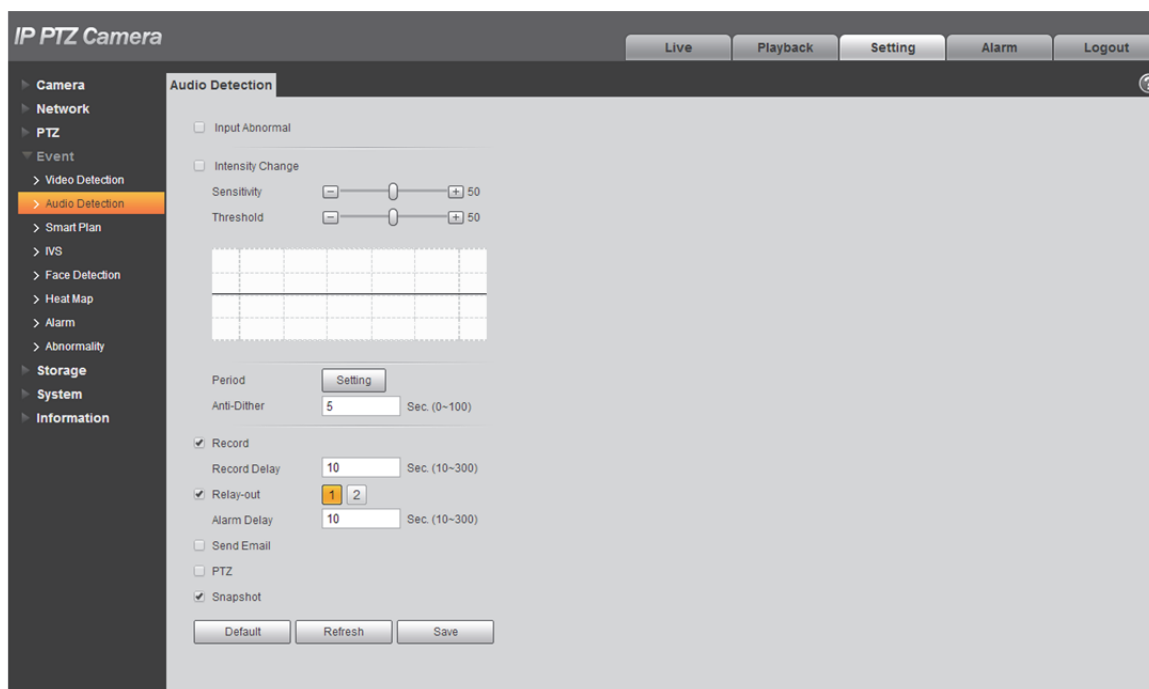 IP PTZ Camera
Live Playback Setting Alarm Logout
Camera
Network
PTZ
Event
Video Detection
Audio Detection
Smart Plan
IVS
Face Detection
Heat Map
Alarm
Abnormality
Storage
System
Information
Audio Detection
?
Input Abnormal
Intensity Change
Sensitivity - + 50
Threshold - + 50
Period Setting
Anti-Dither 5 Sec. (0~100)
Record
Record Delay 10 Sec. (10~300)
Relay-out 1 2
Alarm Delay 10 Sec. (10~300)
Send Email
PTZ
Snapshot
Default Refresh Save